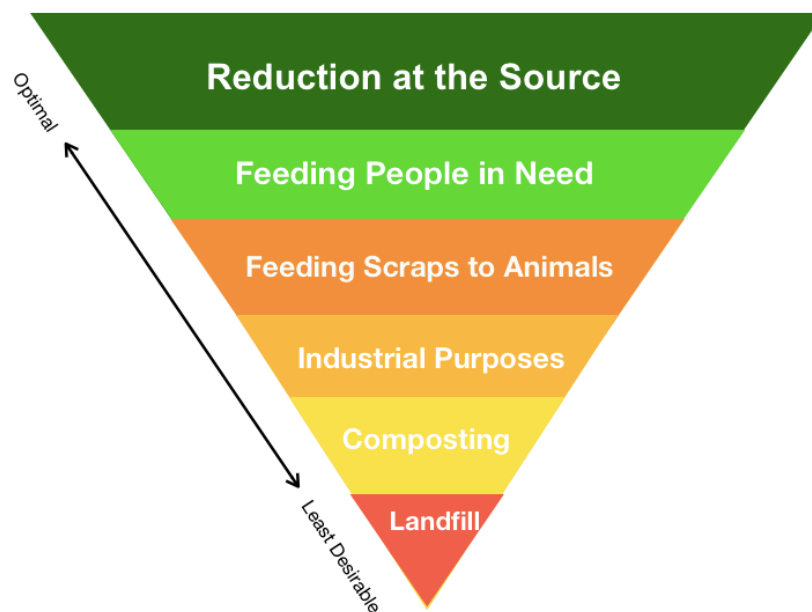 Reduction at the Source
Optimal
Feeding People in Need
Feeding Scraps to Animals
Industrial Purposes
Composting
Landfill
Least Desirable